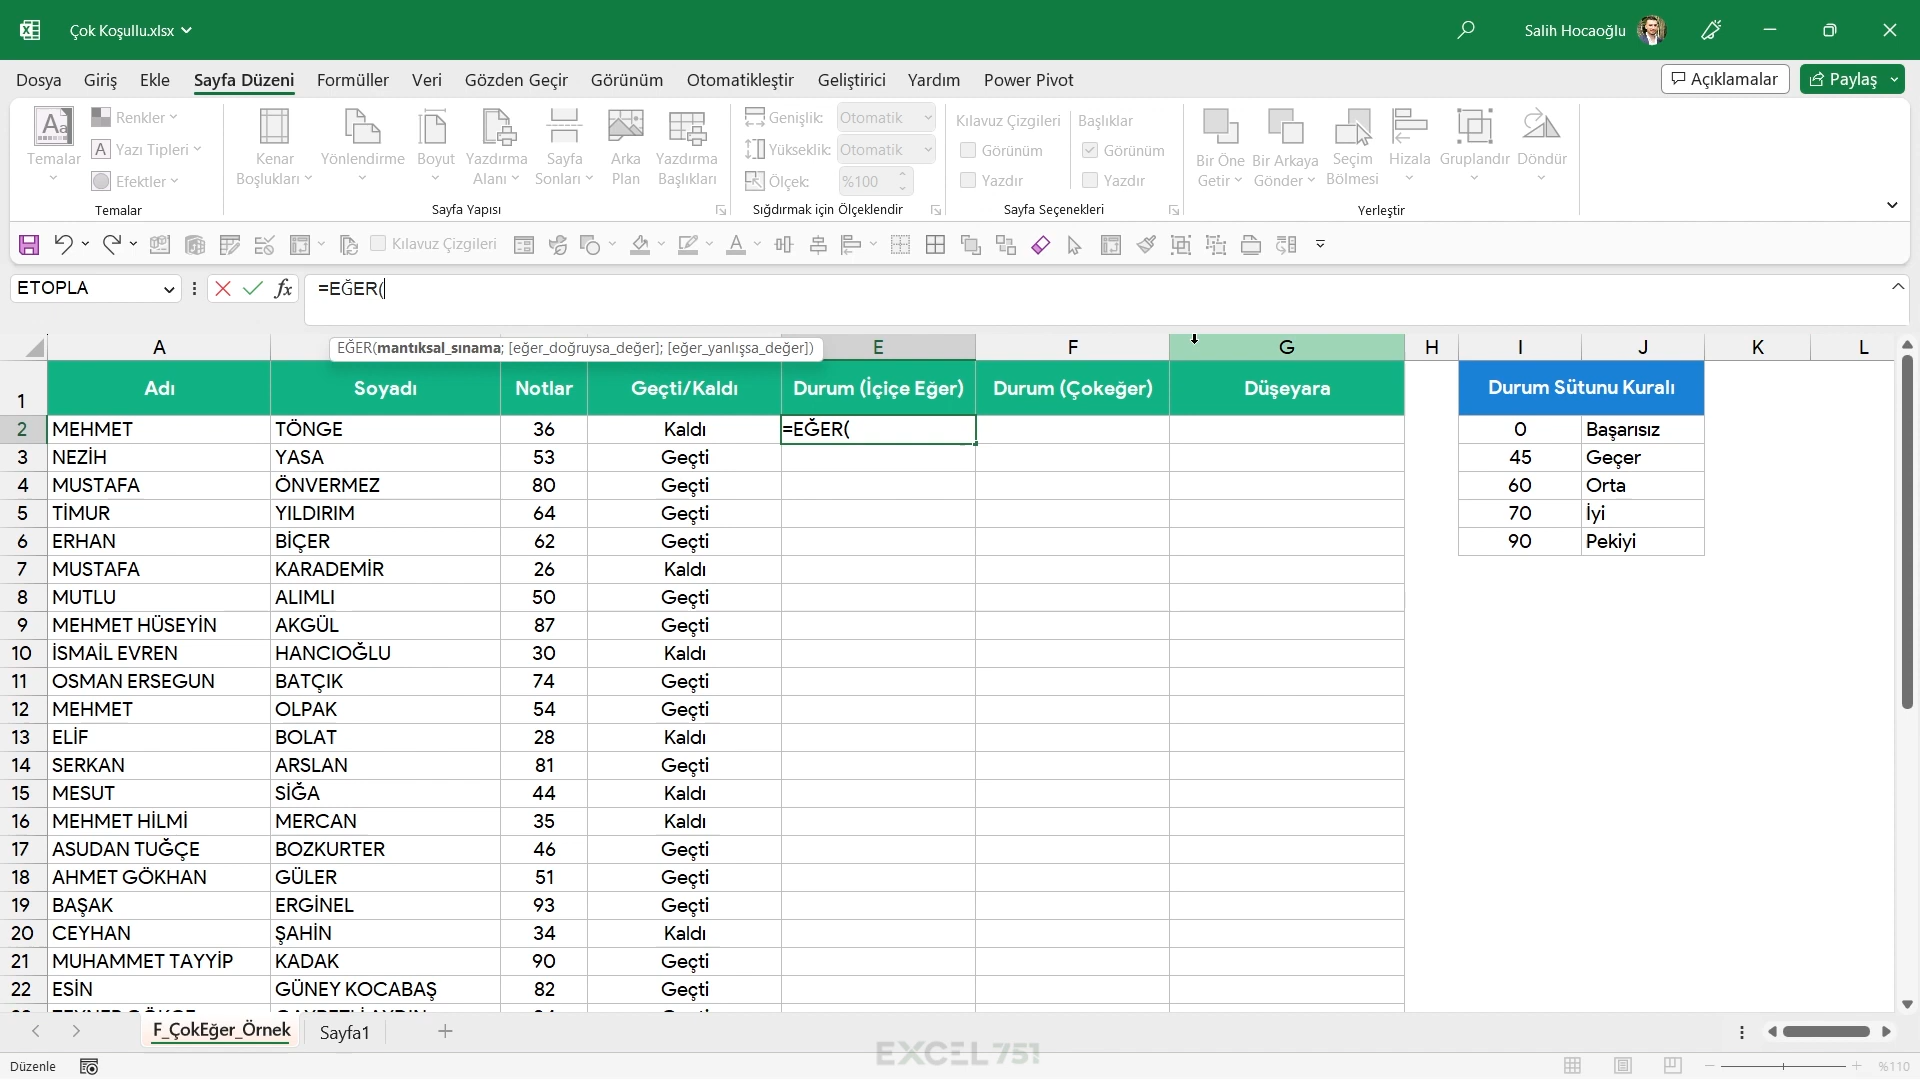 Çok Koşullu.xlsx
Salih Hocaoğlu
Dosya Giriş Ekle Sayfa Düzeni Formüller Veri Gözden Geçir Görünüm Otomatikleştir Geliştirici Yardım Power Pivot Açıklamalar Paylaş
Temalar
Renkler
Yazı Tipleri
Efektler
Temalar
Kenar Boşlukları
Yönlendirme
Boyut
Yazdırma Alanı
Sayfa Sonları
Arka Plan
Yazdırma Başlıkları
Sayfa Yapısı
Genişlik: Otomatik
Yükseklik: Otomatik
Ölçek: %100
Sığdırmak için Ölçeklendir
Kılavuz Çizgileri
Görünüm
Yazdır
Başlıklar
Görünüm
Yazdır
Sayfa Seçenekleri
Bir Öne Getir
Bir Arkaya Gönder
Seçim Bölmesi
Hizala
Gruplandır
Döndür
Yerleştir
Kılavuz Çizgileri
ETOPLA
fx
=EĞER(
EĞER(mantıksal_sınama; [eğer_doğruysa_değer]; [eğer_yanlışsa_değer])
A E F G H I J K L
1 Adı Soyadı Notlar Geçti/Kaldı Durum (İçiçe Eğer) Durum (Çokeğer) Düşeyara Durum Sütunu Kuralı
2 MEHMET TÖNGE 36 Kaldı =EĞER( 0 Başarısız
3 NEZİH YASA 53 Geçti 45 Geçer
4 MUSTAFA ÖNVERMEZ 80 Geçti 60 Orta
5 TİMUR YILDIRIM 64 Geçti 70 İyi
6 ERHAN BİÇER 62 Geçti 90 Pekiyi
7 MUSTAFA KARADEMİR 26 Kaldı
8 MUTLU ALIMLI 50 Geçti
9 MEHMET HÜSEYİN AKGÜL 87 Geçti
10 İSMAİL EVREN HANCIOĞLU 30 Kaldı
11 OSMAN ERSEGUN BATÇIK 74 Geçti
12 MEHMET OLPAK 54 Geçti
13 ELİF BOLAT 28 Kaldı
14 SERKAN ARSLAN 81 Geçti
15 MESUT SİĞA 44 Kaldı
16 MEHMET HİLMİ MERCAN 35 Kaldı
17 ASUDAN TUĞÇE BOZKURTER 46 Geçti
18 AHMET GÖKHAN GÜLER 51 Geçti
19 BAŞAK ERGİNEL 93 Geçti
20 CEYHAN ŞAHİN 34 Kaldı
21 MUHAMMET TAYYİP KADAK 90 Geçti
22 ESİN GÜNEY KOCABAŞ 82 Geçti
F_ÇokEğer_Örnek Sayfa1
EXCEL 751
Düzenle
%110